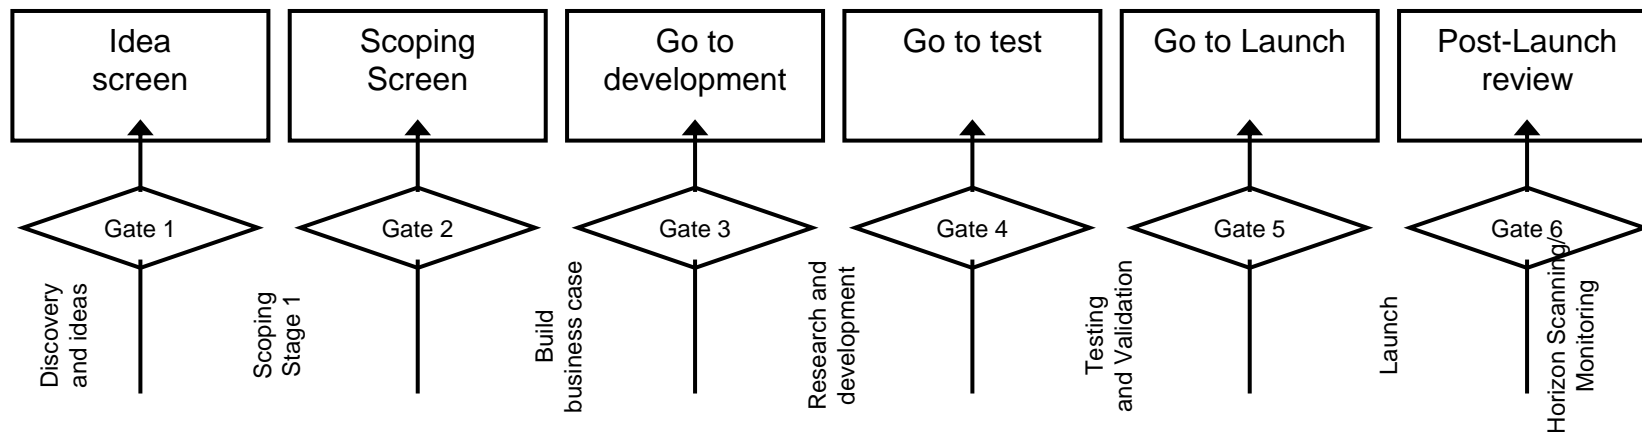 Idea
screen
Scoping
Screen
Go to
development
Go to test
Go to Launch
Post-Launch
review
Gate 1
Gate 2
Gate 3
Gate 4
Gate 5
Gate 6
Discovery
and ideas
Scoping
Stage 1
Build
business case
Research and
development
Testing
and Validation
Launch
Horizon Scanning/
Monitoring